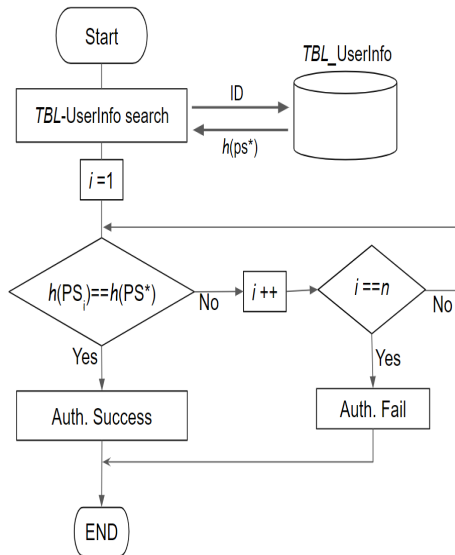 Start
TBL_UserInfo
TBL-UserInfo search
ID
h(ps*)
i =1
h(PSi)==h(PS*)
No
i ++
i ==n
No
Yes
Yes
Auth. Success
Auth. Fail
END